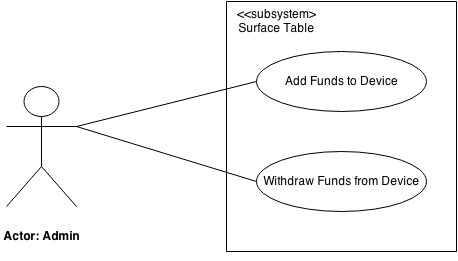 <<subsystem>>
Surface Table
Add Funds to Device
Withdraw Funds from Device
Actor: Admin